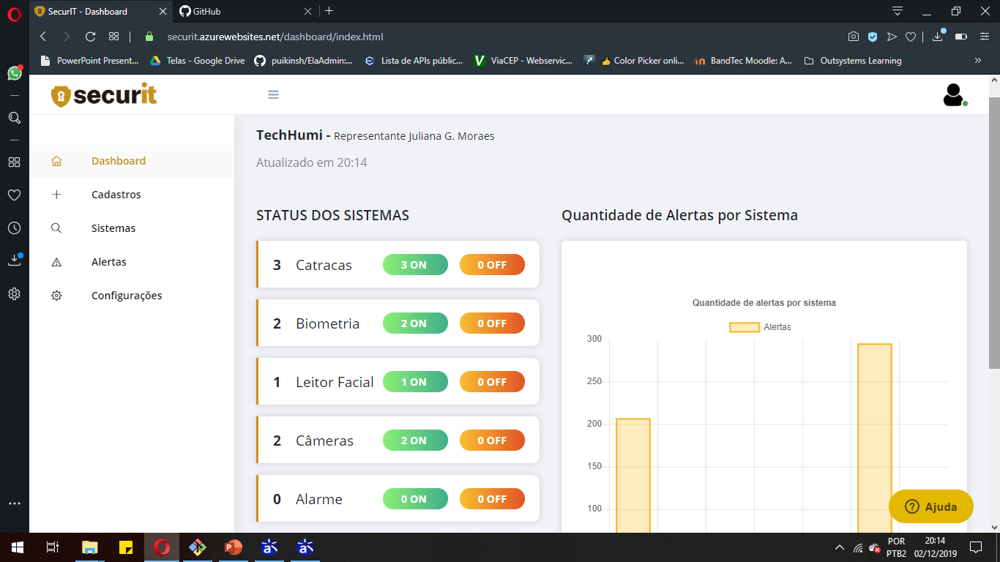 SecurIT - Dashboard
GitHub
securit.azurewebsites.net/dashboard/index.html
PowerPoint Present...
Telas - Google Drive
puikinsh/ElaAdmin:...
Lista de APIs públic...
ViaCEP - Webservic...
Color Picker onli...
BandTec Moodle: A...
Outsystems Learning
securit
TechHumi - Representante Juliana G. Moraes
Atualizado em 20:14
Dashboard
Cadastros
Sistemas
Alertas
Configurações
STATUS DOS SISTEMAS
3 Catracas 3 ON 0 OFF
2 Biometria 2 ON 0 OFF
1 Leitor Facial 1 ON 0 OFF
2 Câmeras 2 ON 0 OFF
0 Alarme 0 ON 0 OFF
Quantidade de Alertas por Sistema
Quantidade de alertas por sistema
Alertas
300
250
200
150
100
Ajuda
POR
PTB2
20:14
02/12/2019